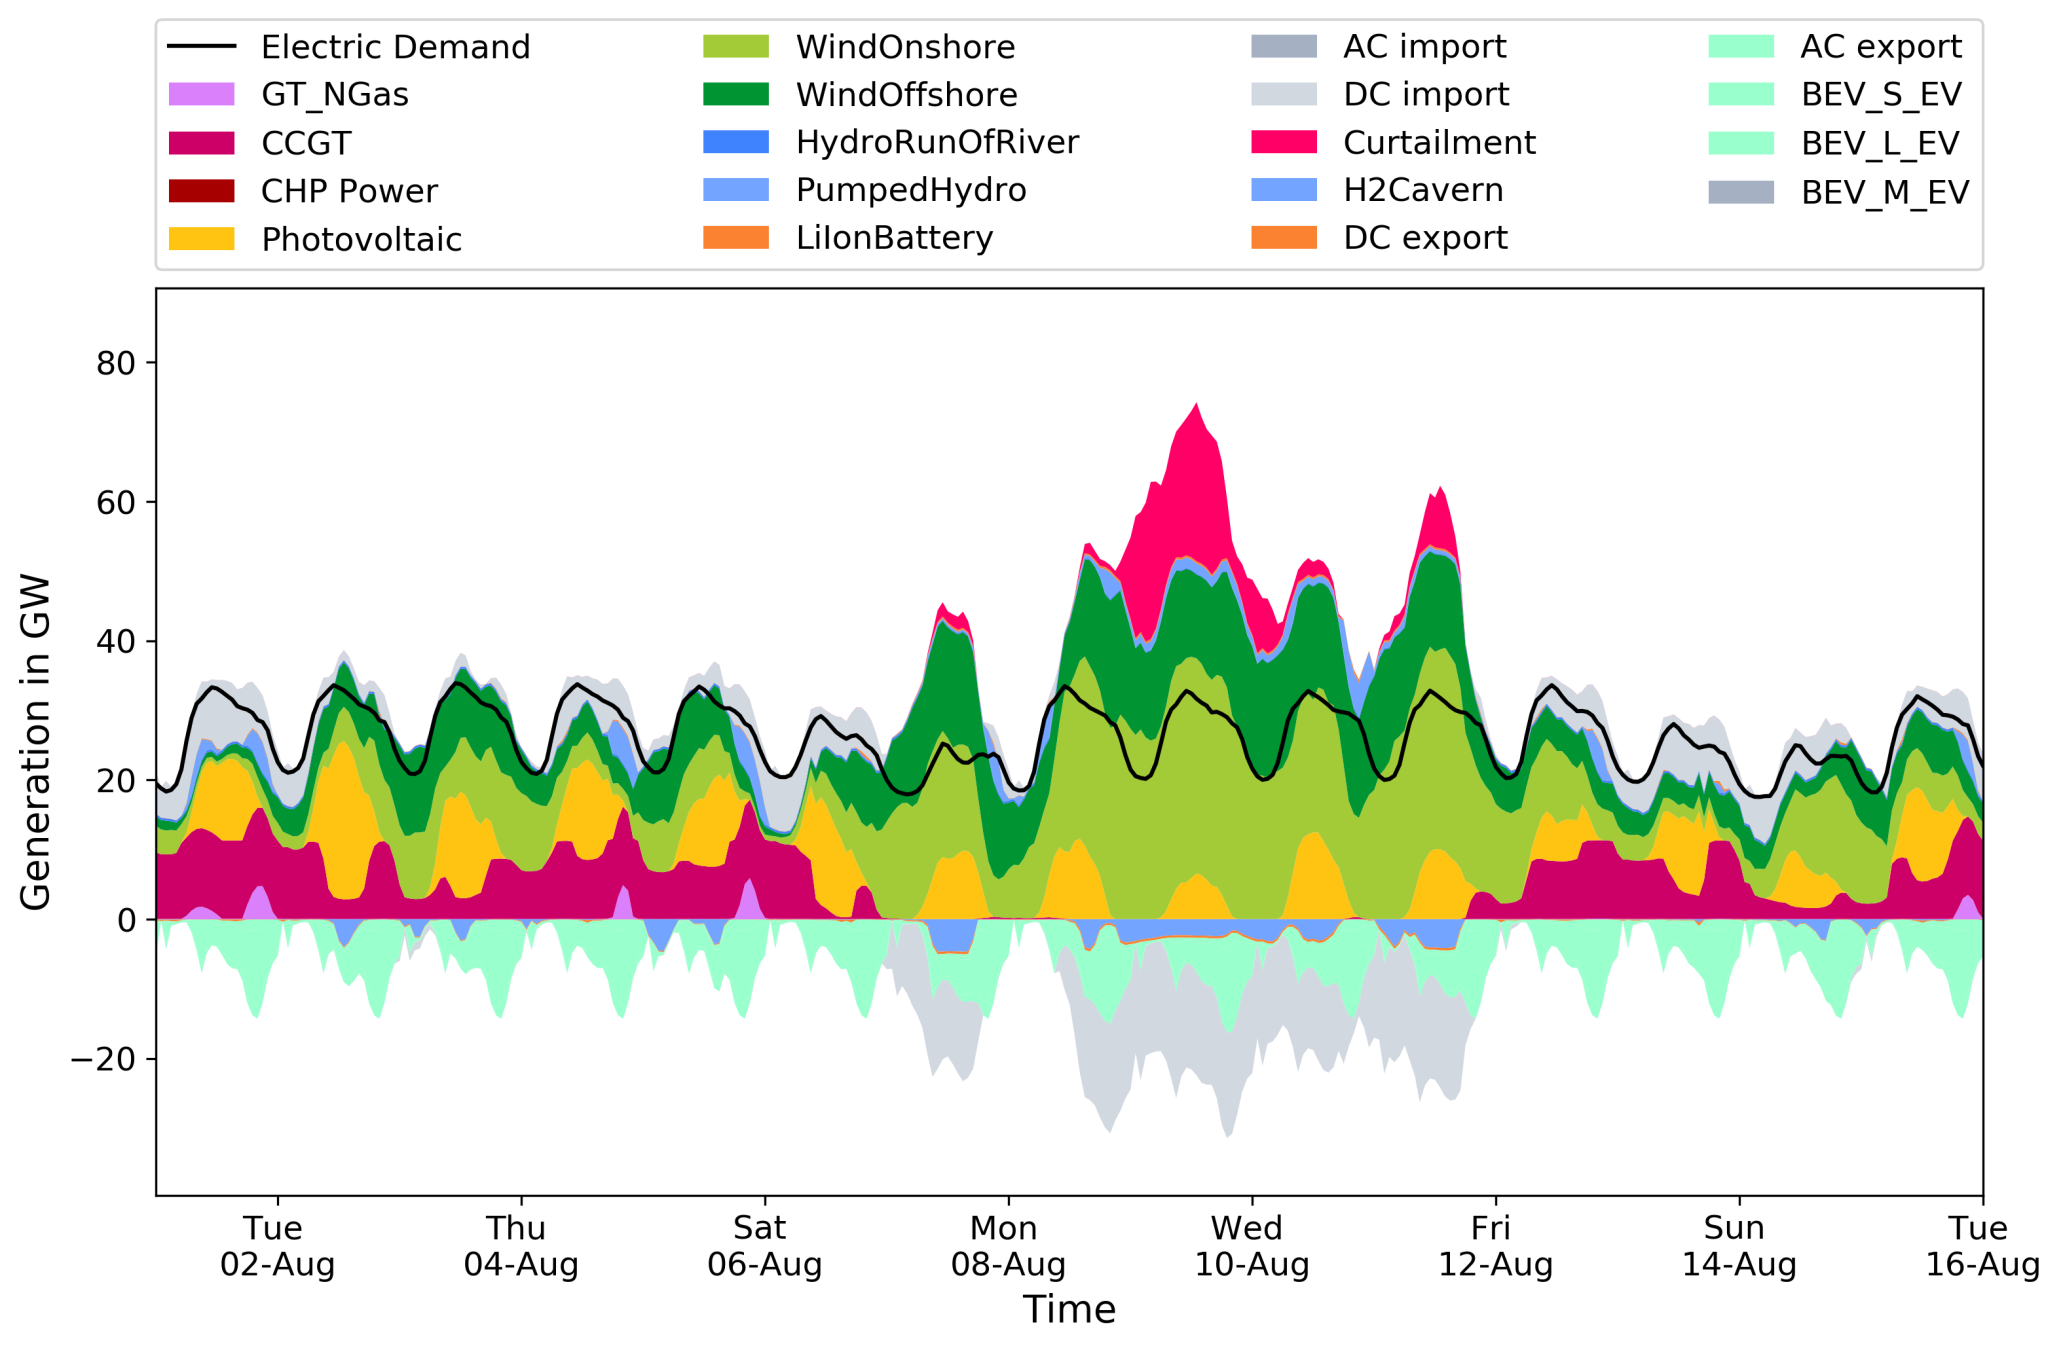 Electric Demand
GT_NGas
CCGT
CHP Power
Photovoltaic
WindOnshore
WindOffshore
HydroRunOfRiver
PumpedHydro
LiIonBattery
AC import
DC import
Curtailment
H2Cavern
DC export
AC export
BEV_S_EV
BEV_L_EV
BEV_M_EV
Generation in GW
80
60
40
20
0
−20
Tue Thu Sat Mon Wed Fri Sun Tue
02-Aug 04-Aug 06-Aug 08-Aug 10-Aug 12-Aug 14-Aug 16-Aug
Time